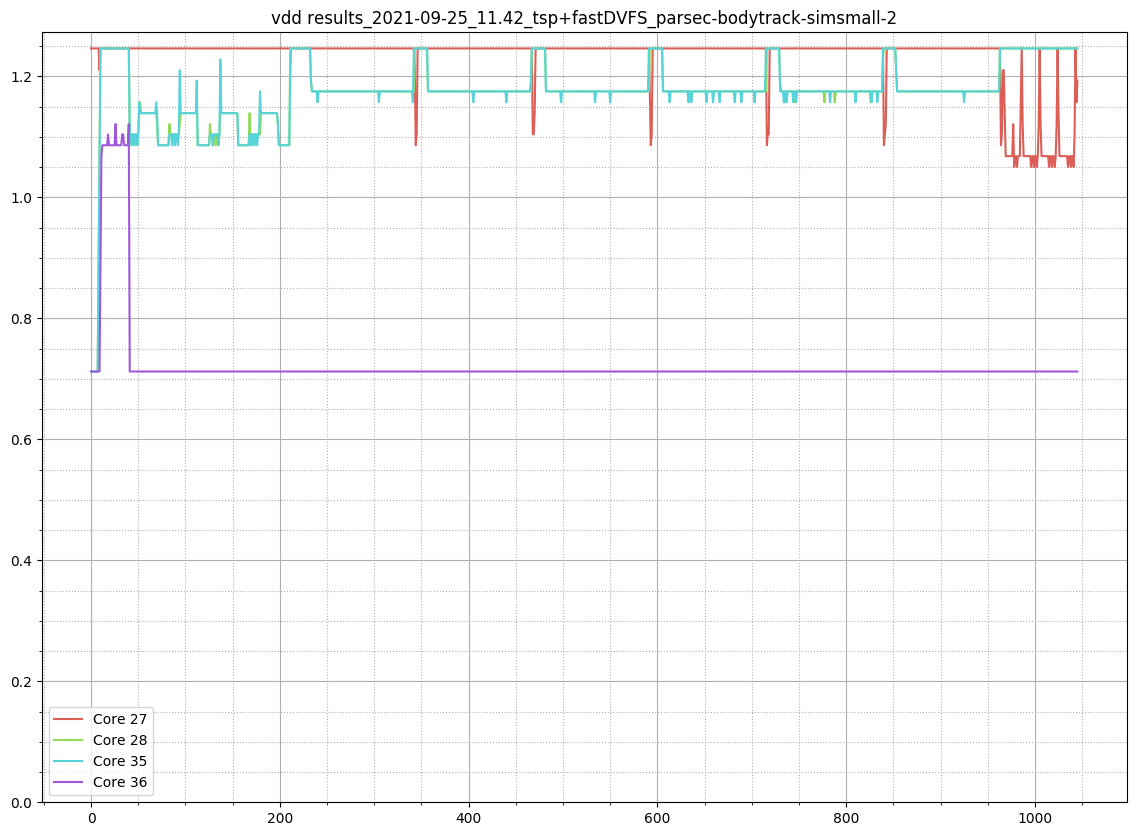 vdd results_2021-09-25_11.42_tsp+fastDVFS_parsec-bodytrack-simsmall-2
1.2
1.0
0.8
0.6
0.4
0.2
0.0
Core 27
Core 28
Core 35
Core 36
0 200 400 600 800 1000